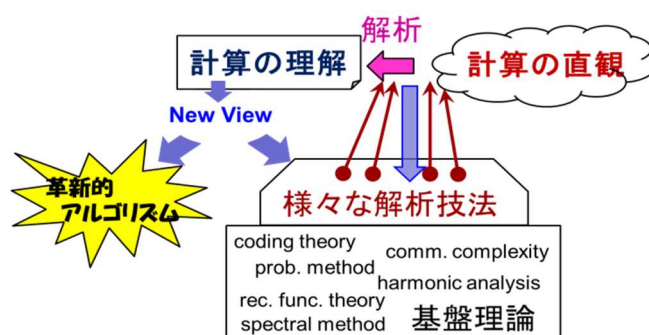 解析
計算の理解
計算の直観
New View
革新的
アルゴリズム
様々な解析技法
coding theory
comm. complexity
prob. method
harmonic analysis
rec. func. theory
spectral method
基盤理論